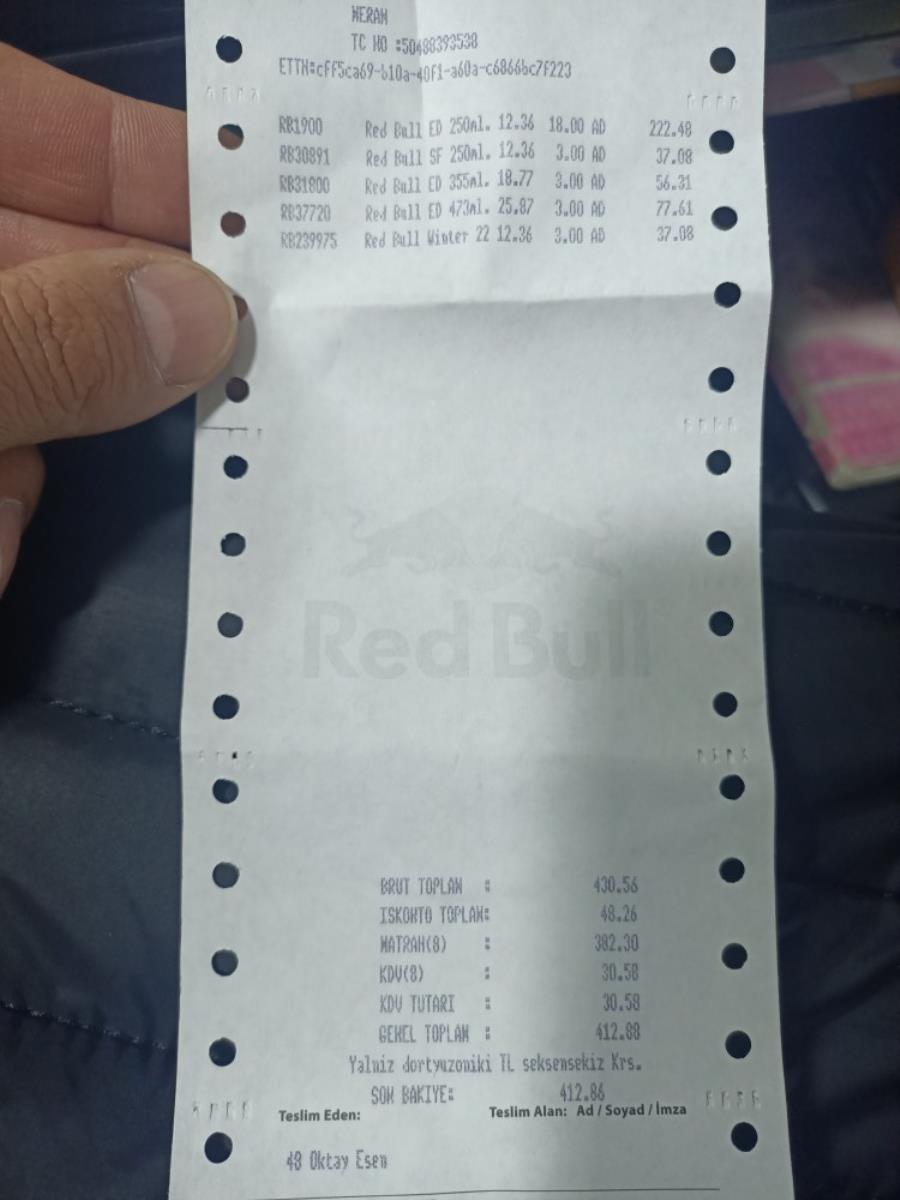 MERAM
TC NO :50488393538
ETTN:cff5ca69-b10a-40f1-a60a-c6866bc7f223
RB1900 Red Bull ED 250ml. 12.36 18.00 AD 222.48
RB30891 Red Bull SF 250ml. 12.36 3.00 AD 37.08
RB31800 Red Bull ED 355ml. 18.77 3.00 AD 56.31
RB37720 Red Bull ED 473ml. 25.87 3.00 AD 77.61
RB239975 Red Bull Winter 22 12.36 3.00 AD 37.08
Red Bull
BRUT TOPLAM : 430.56
ISKONTO TOPLAM: 48.26
MATRAH(8) : 382.30
KDV(8) : 30.58
KDV TUTARI : 30.58
GENEL TOPLAM : 412.88
Yalniz dortyuzoniki TL seksensekiz Krs.
SON BAKIYE: 412.86
Teslim Eden: Teslim Alan: Ad / Soyad / İmza
48 Oktay Esen